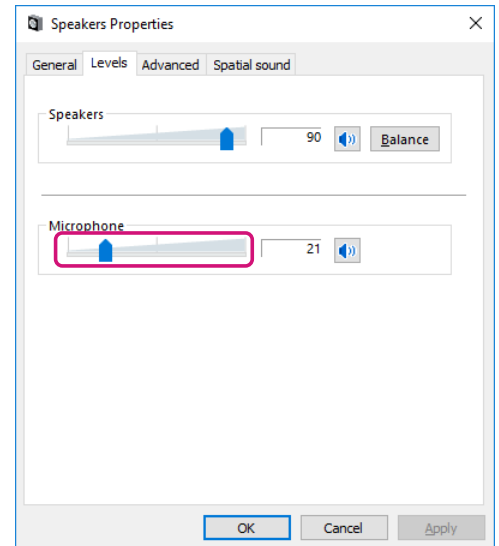 Speakers Properties
General Levels Advanced Spatial sound
Speakers
90 Balance
Microphone
21
OK Cancel Apply